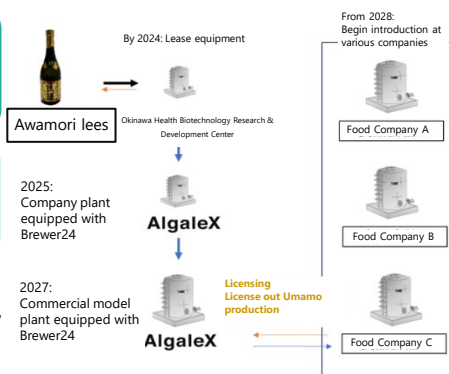 By 2024: Lease equipment
Awamori lees
Okinawa Health Biotechnology Research &
Development Center
2025:
Company plant
equipped with
Brewer24
AlgaleX
2027:
Commercial model
plant equipped with
Brewer24
AlgaleX
Licensing
License out Umamo
production
From 2028:
Begin introduction at
various companies
Food Company A
Food Company B
Food Company C